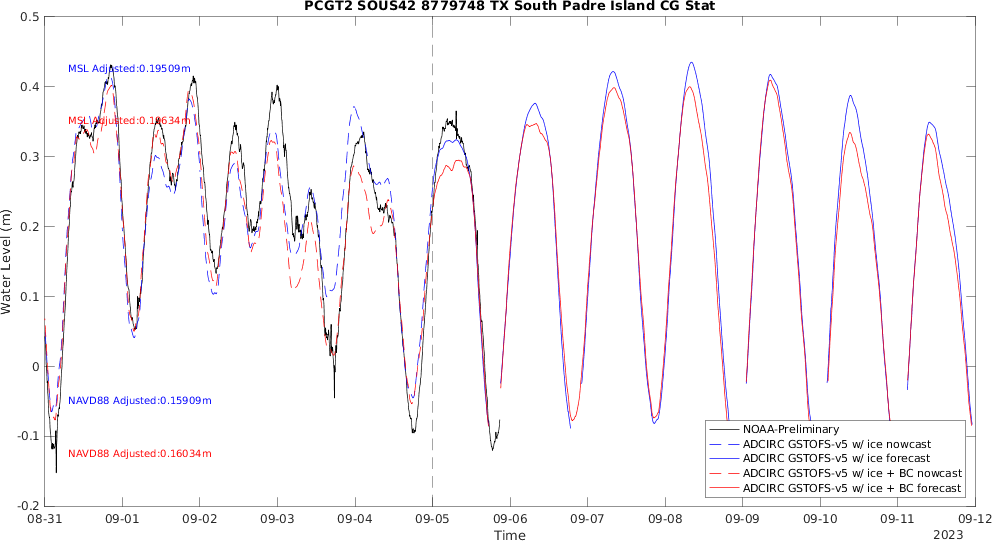 PCGT2 SOUS42 8779748 TX South Padre Island CG Stat
0.5
0.4
0.3
0.2
0.1
0
-0.1
-0.2
Water Level (m)
MSL Adjusted:0.19509m
MSL Adjusted:0.19634m
NAVD88 Adjusted:0.15909m
NAVD88 Adjusted:0.16034m
NOAA-Preliminary
ADCIRC GSTOFS-v5 w/ ice nowcast
ADCIRC GSTOFS-v5 w/ ice forecast
ADCIRC GSTOFS-v5 w/ ice + BC nowcast
ADCIRC GSTOFS-v5 w/ ice + BC forecast
08-31 09-01 09-02 09-03 09-04 09-05 09-06 09-07 09-08 09-09 09-10 09-11 09-12
Time
2023